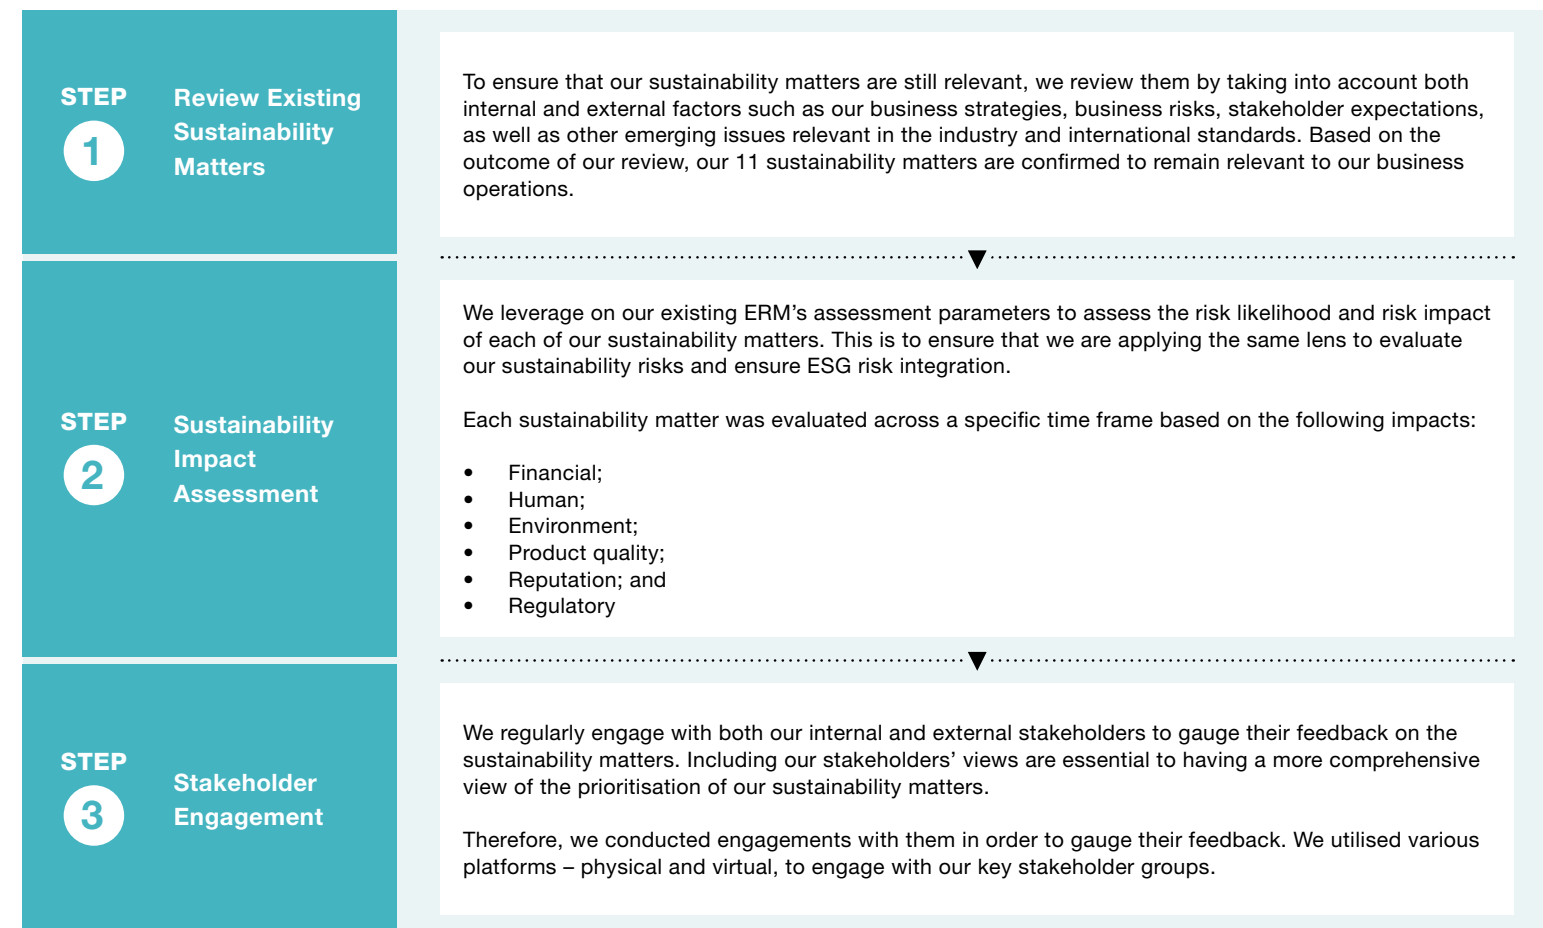 STEP
1
Review Existing
Sustainability
Matters
To ensure that our sustainability matters are still relevant, we review them by taking into account both
internal and external factors such as our business strategies, business risks, stakeholder expectations,
as well as other emerging issues relevant in the industry and international standards. Based on the
outcome of our review, our 11 sustainability matters are confirmed to remain relevant to our business
operations.
STEP
2
Sustainability
Impact
Assessment
We leverage on our existing ERM’s assessment parameters to assess the risk likelihood and risk impact
of each of our sustainability matters. This is to ensure that we are applying the same lens to evaluate
our sustainability risks and ensure ESG risk integration.
Each sustainability matter was evaluated across a specific time frame based on the following impacts:
• Financial;
• Human;
• Environment;
• Product quality;
• Reputation; and
• Regulatory
STEP
3
Stakeholder
Engagement
We regularly engage with both our internal and external stakeholders to gauge their feedback on the
sustainability matters. Including our stakeholders’ views are essential to having a more comprehensive
view of the prioritisation of our sustainability matters.
Therefore, we conducted engagements with them in order to gauge their feedback. We utilised various
platforms – physical and virtual, to engage with our key stakeholder groups.